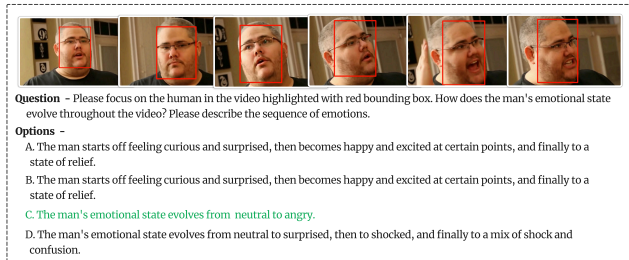 Question - Please focus on the human in the video highlighted with red bounding box. How does the man's emotional state
evolve throughout the video? Please describe the sequence of emotions.
Options -
A. The man starts off feeling curious and surprised, then becomes happy and excited at certain points, and finally to a
state of relief.
B. The man starts off feeling curious and surprised, then becomes happy and excited at certain points, and finally to a
state of relief.
C. The man's emotional state evolves from neutral to angry.
D. The man's emotional state evolves from neutral to surprised, then to shocked, and finally to a mix of shock and
confusion.